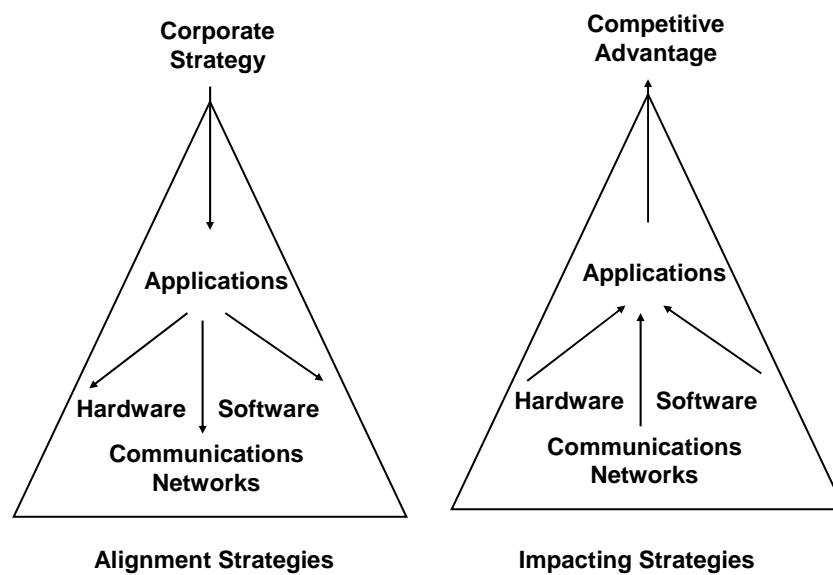 Corporate
Strategy
Applications
Hardware Software
Communications
Networks
Alignment Strategies
Competitive
Advantage
Applications
Hardware Software
Communications
Networks
Impacting Strategies